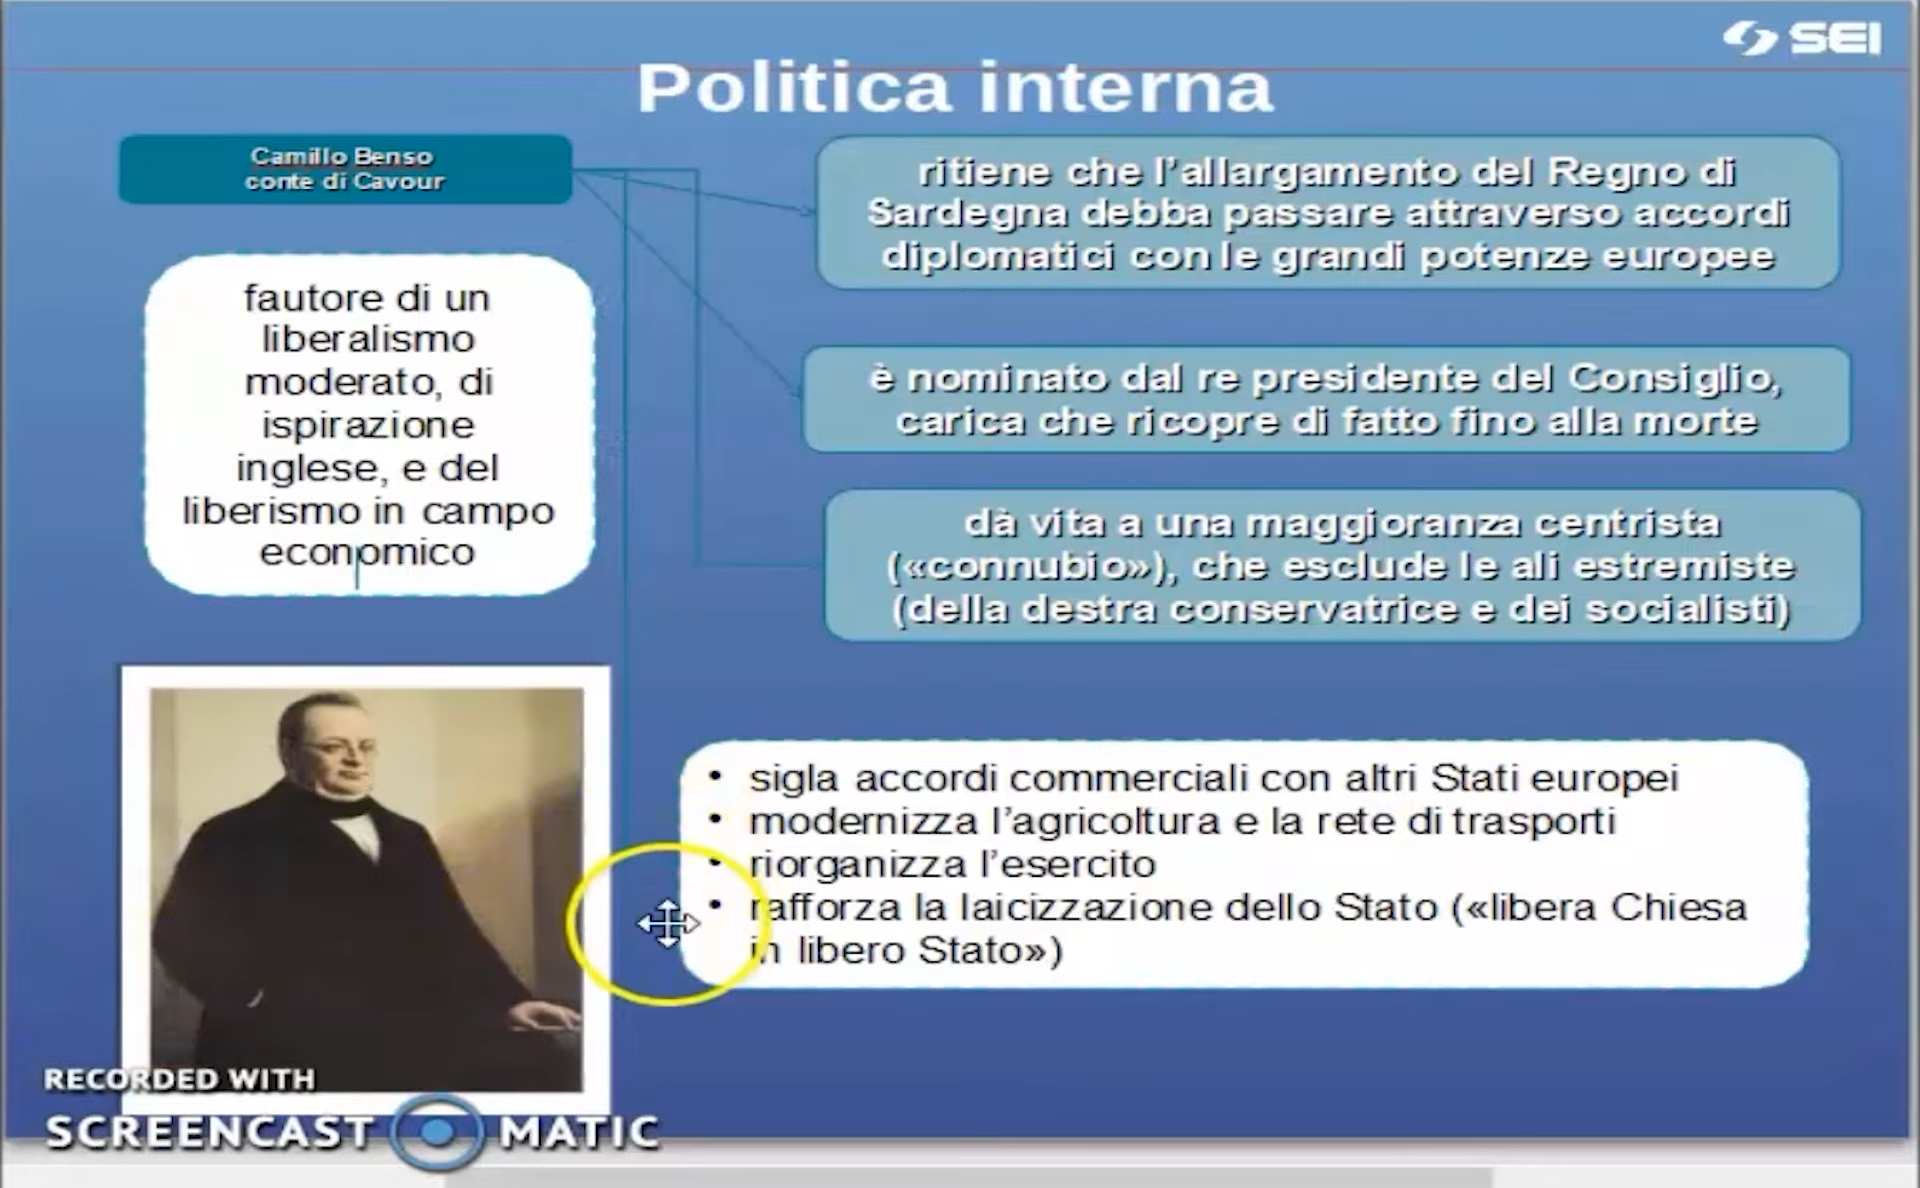 SEI
Politica interna
Camillo Benso
conte di Cavour
ritiene che l'allargamento del Regno di
Sardegna debba passare attraverso accordi
diplomatici con le grandi potenze europee
fautore di un
liberalismo
moderato, di
ispirazione
inglese, e del
liberismo in campo
economico
è nominato dal re presidente del Consiglio,
carica che ricopre di fatto fino alla morte
dà vita a una maggioranza centrista
(«connubio»), che esclude le ali estremiste
(della destra conservatrice e dei socialisti)
• sigla accordi commerciali con altri Stati europei
• modernizza l'agricoltura e la rete di trasporti
• riorganizza l'esercito
• rafforza la laicizzazione dello Stato («libera Chiesa
in libero Stato»)
RECORDED WITH
SCREENCAST MATIC